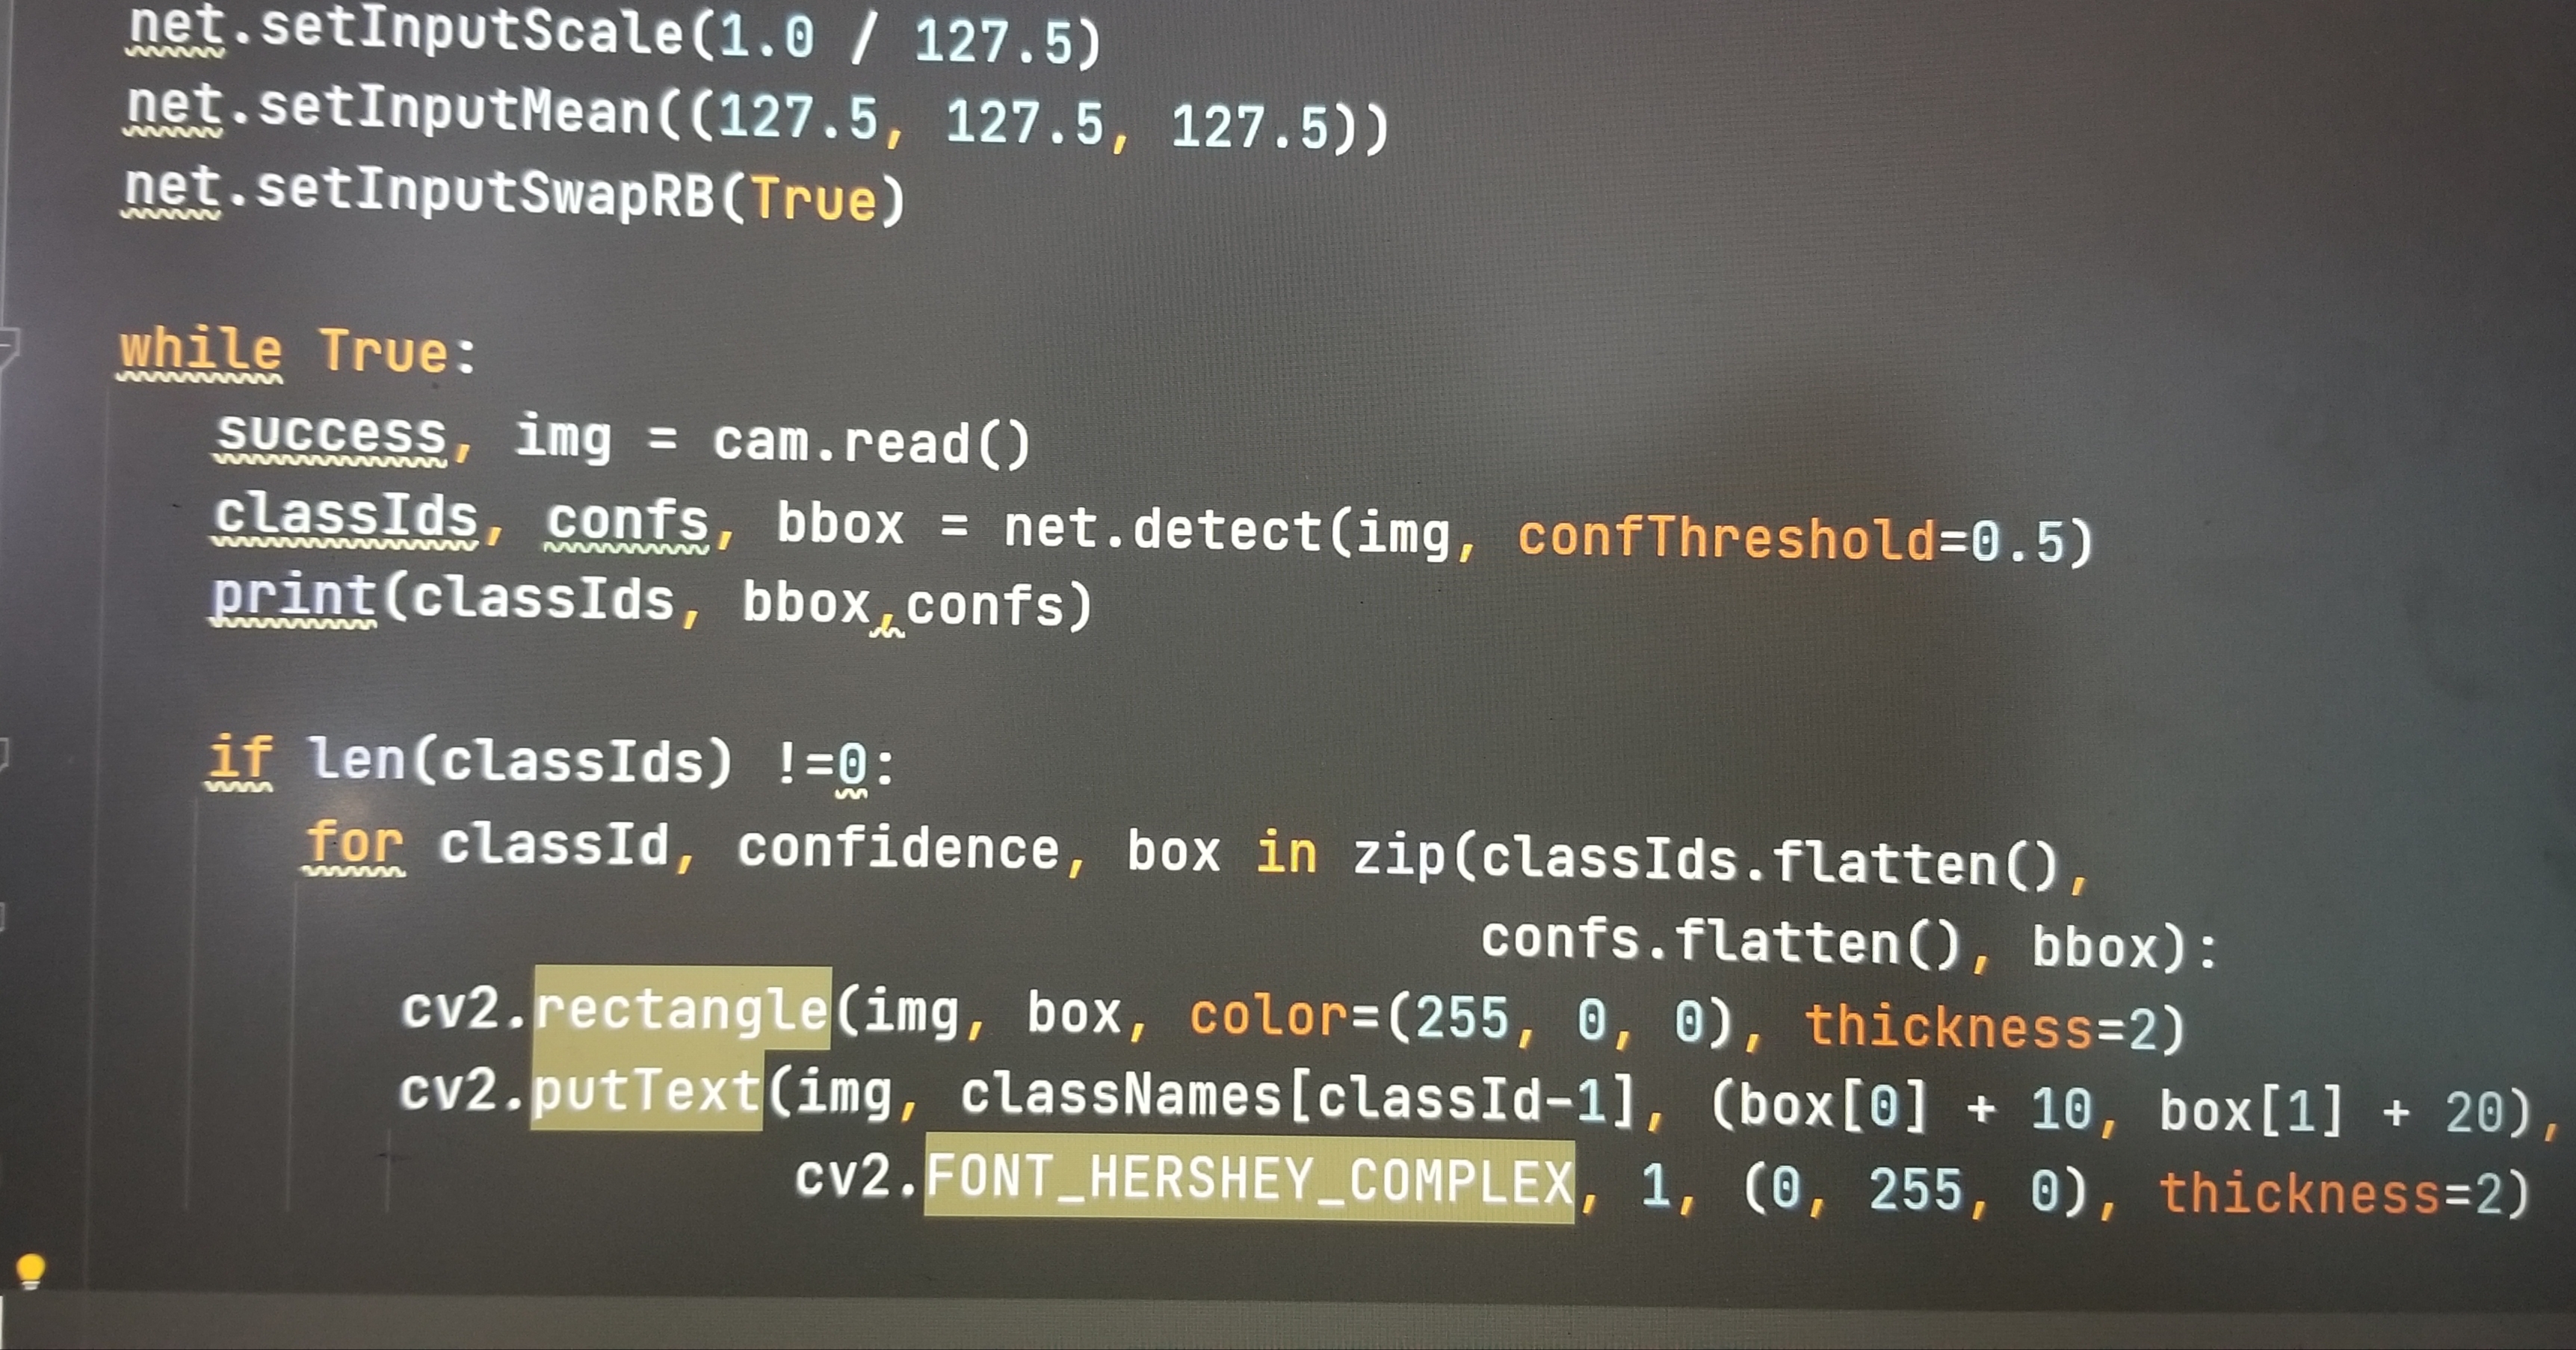 net.setInputScale(1.0 / 127.5)
net.setInputMean((127.5, 127.5, 127.5))
net.setInputSwapRB(True)
while True:
    success, img = cam.read()
    classIds, confs, bbox = net.detect(img, confThreshold=0.5)
    print(classIds, bbox,confs)
    if len(classIds) !=0:
        for classId, confidence, box in zip(classIds.flatten(),
                                            confs.flatten(), bbox):
            cv2.rectangle(img, box, color=(255, 0, 0), thickness=2)
            cv2.putText(img, classNames[classId-1], (box[0] + 10, box[1] + 20),
                        cv2.FONT_HERSHEY_COMPLEX, 1, (0, 255, 0), thickness=2)